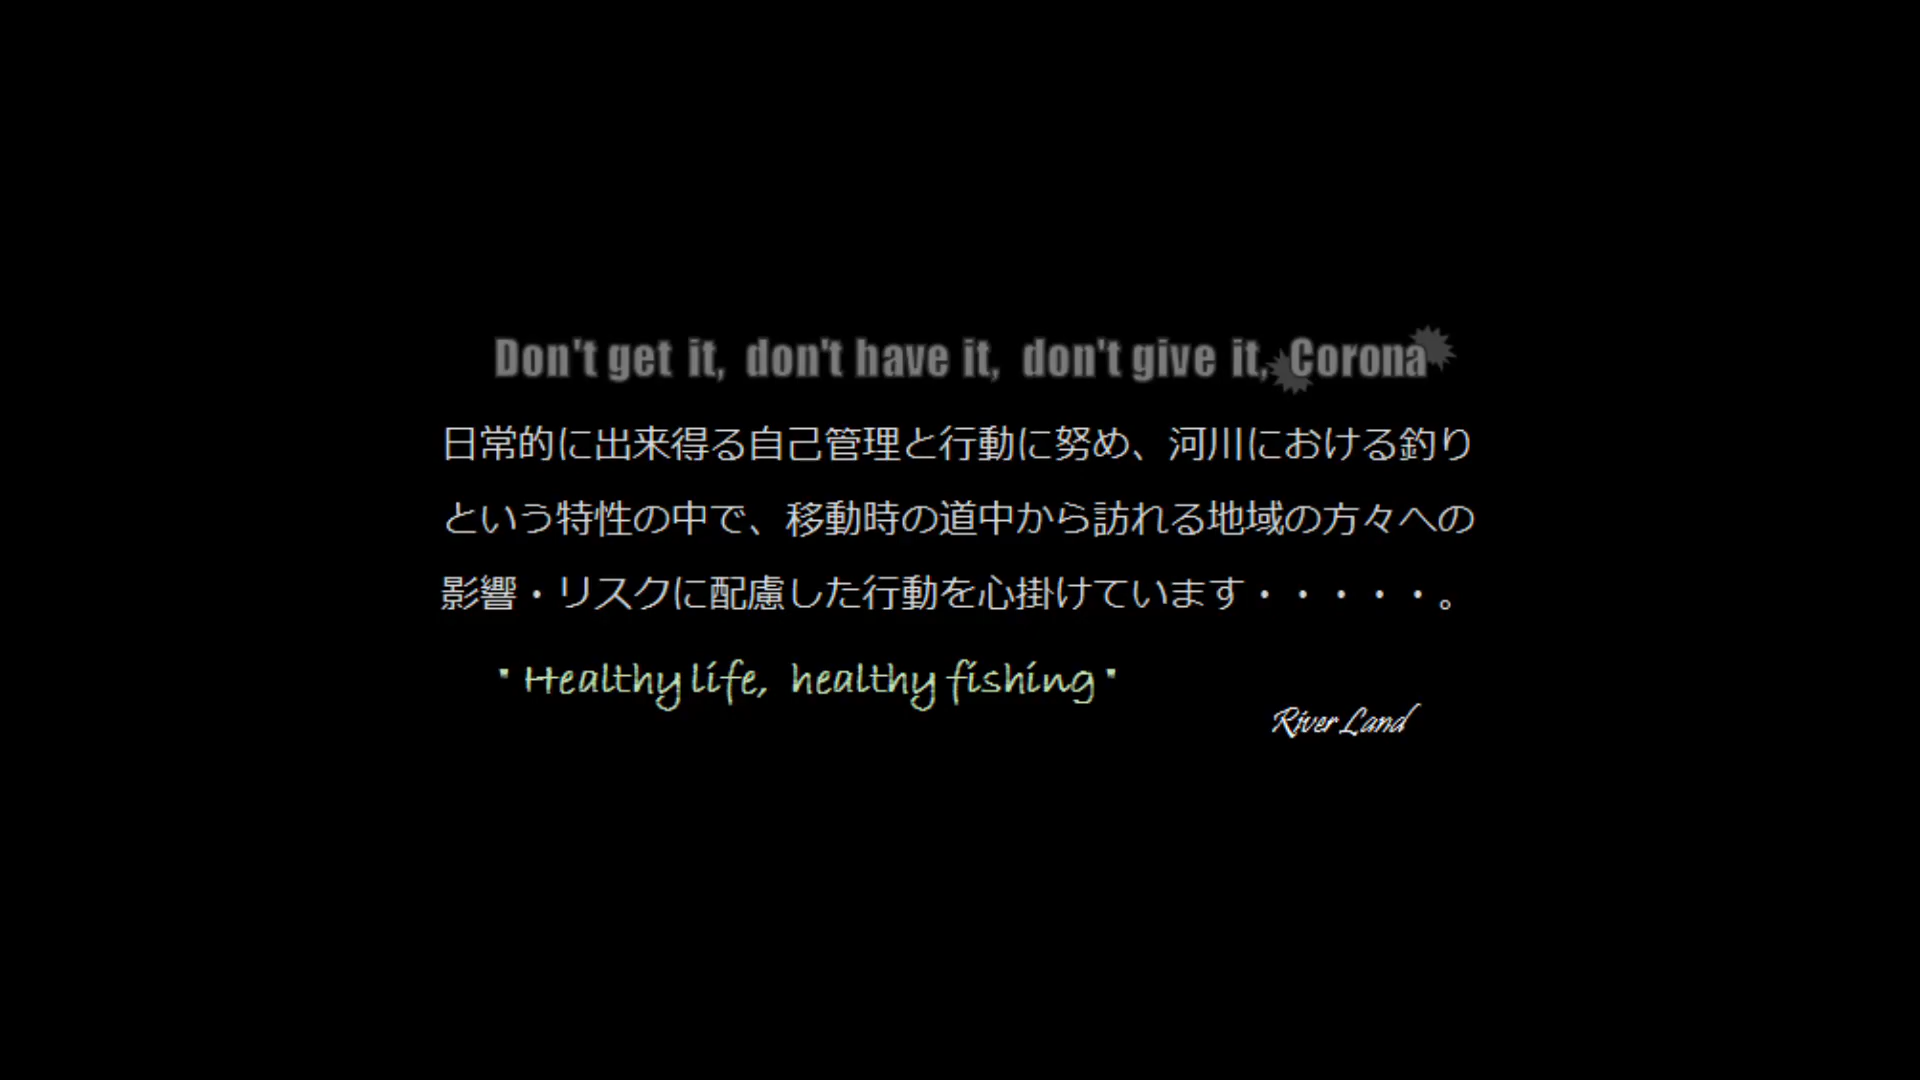 Don't get it, don't have it, don't give it, Corona
日常的に出来得る自己管理と行動に努め、河川における釣り
という特性の中で、移動時の道中から訪れる地域の方々への
影響・リスクに配慮した行動を心掛けています・・・・・。
" Healthy life, healthy fishing "
River Land